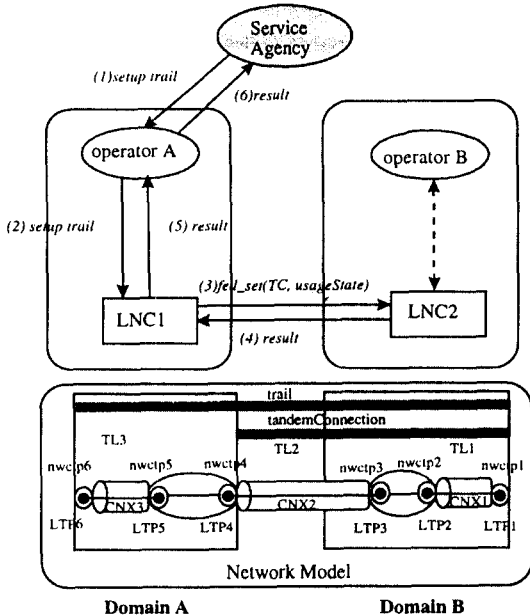 Service
Agency
(1)setup trail
(6)result
operator A
operator B
(2) setup trail
(5) result
(3)fed_set(TC, usageState)
LNC1
LNC2
(4) result
trail
tandemConnection
TL3
TL2
TL1
nwctp6
nwctp5
nwctp4
nwctp3
nwctp2
nwctp1
CNX3
CNX2
CNX1
LTP6
LTP5
LTP4
LTP3
LTP2
LTP1
Network Model
Domain A
Domain B